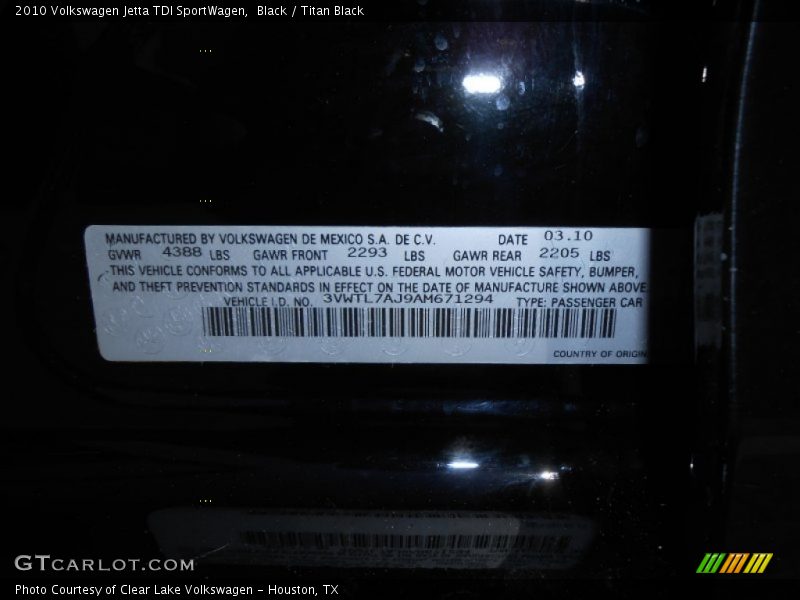 2010 Volkswagen Jetta TDI SportWagen,  Black / Titan Black
MANUFACTURED BY VOLKSWAGEN DE MEXICO S.A. DE C.V. DATE 03.10
GVWR 4388 LBS GAWR FRONT 2293 LBS GAWR REAR 2205 LBS
THIS VEHICLE CONFORMS TO ALL APPLICABLE U.S. FEDERAL MOTOR VEHICLE SAFETY, BUMPER,
AND THEFT PREVENTION STANDARDS IN EFFECT ON THE DATE OF MANUFACTURE SHOWN ABOVE.
VEHICLE I.D. NO. 3VWTL7AJ9AM671294 TYPE: PASSENGER CAR
COUNTRY OF ORIGIN
GTCARLOT.COM
Photo Courtesy of Clear Lake Volkswagen – Houston, TX